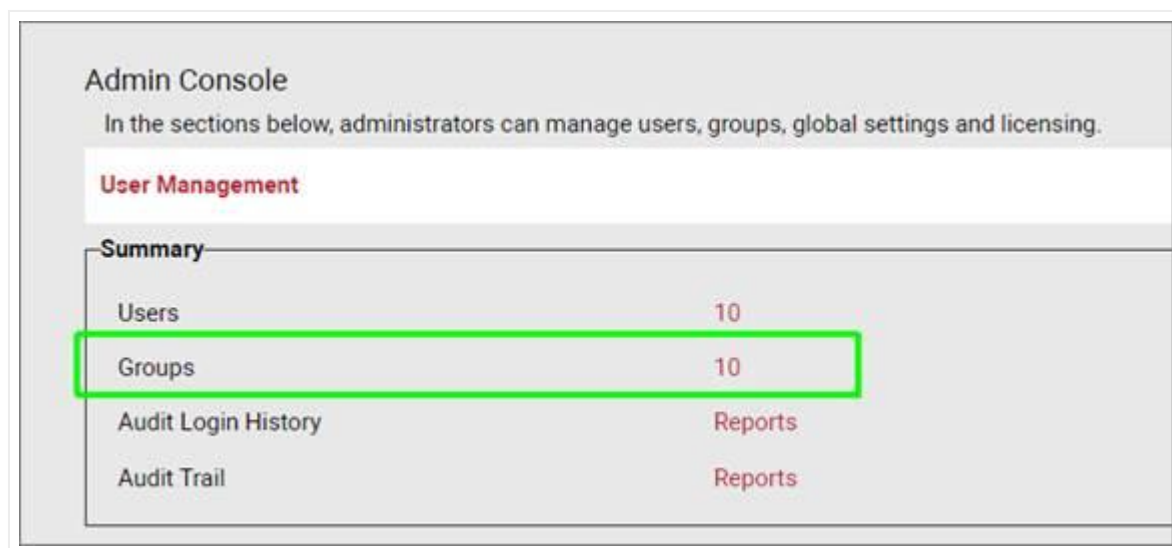 Admin Console
In the sections below, administrators can manage users, groups, global settings and licensing.
User Management
Summary
Users 10
Groups 10
Audit Login History Reports
Audit Trail Reports